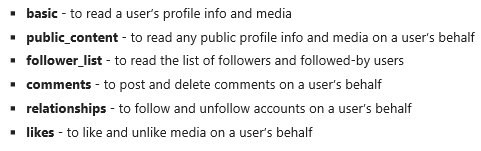 basic - to read a user's profile info and media
public_content - to read any public profile info and media on a user's behalf
follower_list - to read the list of followers and followed-by users
comments - to post and delete comments on a user's behalf
relationships - to follow and unfollow accounts on a user's behalf
likes - to like and unlike media on a user's behalf